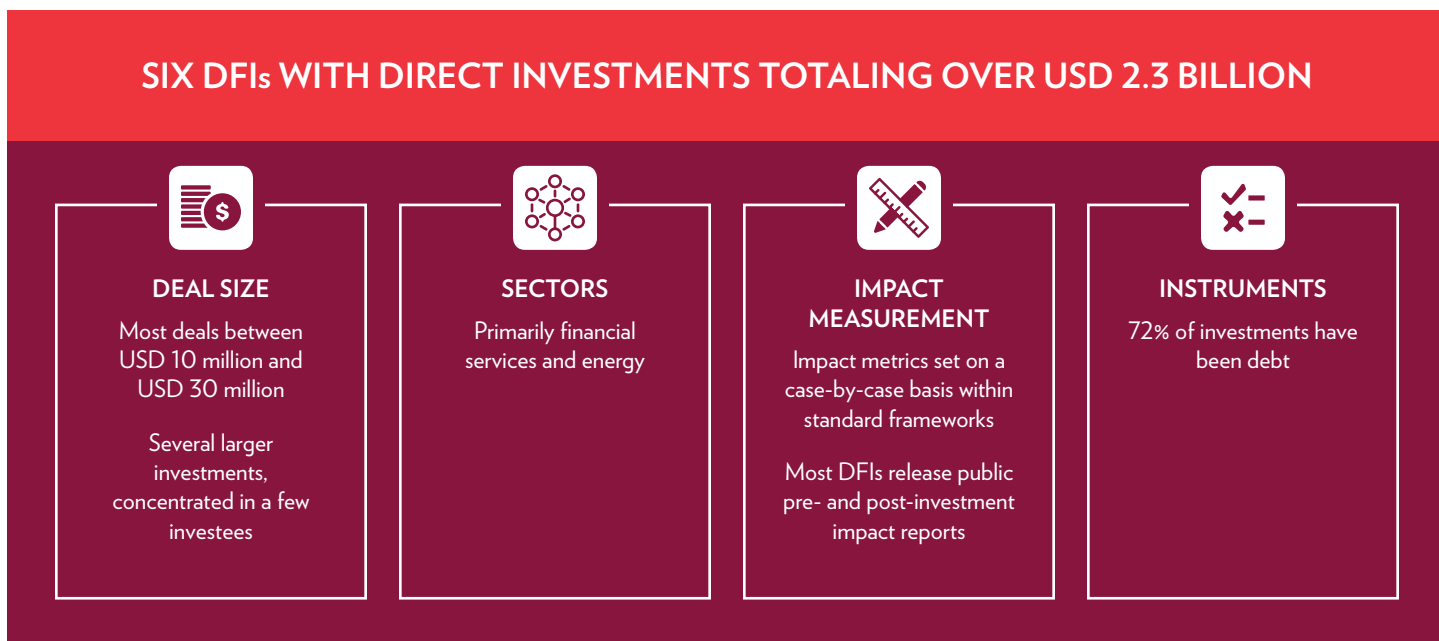 SIX DFIs WITH DIRECT INVESTMENTS TOTALING OVER USD 2.3 BILLION
$
DEAL SIZE
Most deals between
USD 10 million and
USD 30 million
Several larger
investments,
concentrated in a few
investees
SECTORS
Primarily financial
services and energy
IMPACT
MEASUREMENT
Impact metrics set on a
case-by-case basis within
standard frameworks
Most DFIs release public
pre- and post-investment
impact reports
INSTRUMENTS
72% of investments have
been debt